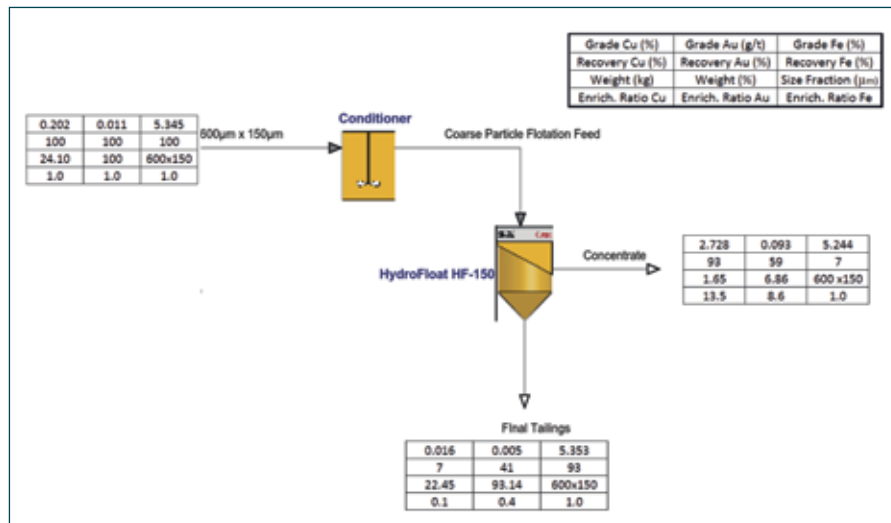 Grade Cu (%) Grade Au (g/t) Grade Fe (%)
Recovery Cu (%) Recovery Au (%) Recovery Fe (%)
Weight (kg) Weight (%) Size Fraction (µm)
Enrich. Ratio Cu Enrich. Ratio Au Enrich. Ratio Fe
Conditioner
0.202 0.011 5.345
100 100 100
24.10 100 600x150
1.0 1.0 1.0
600µm x 150µm
Coarse Particle Flotation Feed
HydroFloat HF-150
Concentrate
2.728 0.093 5.244
93 59 7
1.65 6.86 600 x150
13.5 8.6 1.0
Final Tailings
0.016 0.005 5.353
7 41 93
22.45 93.14 600x150
0.1 0.4 1.0